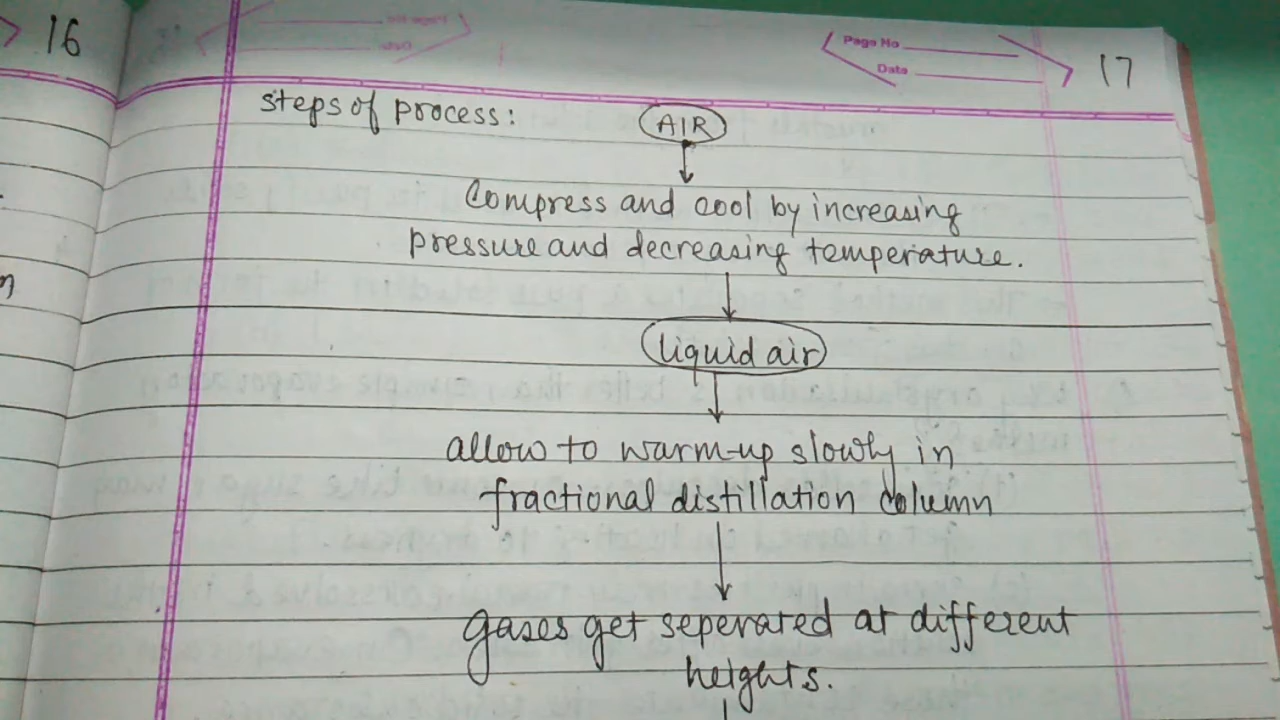 16
Page No
Date
17
steps of process:
AIR
Compress and cool by increasing
pressure and decreasing temperature.
liquid air
allow to warm-up slowly in
fractional distillation column
gases get seperated at different
heights.